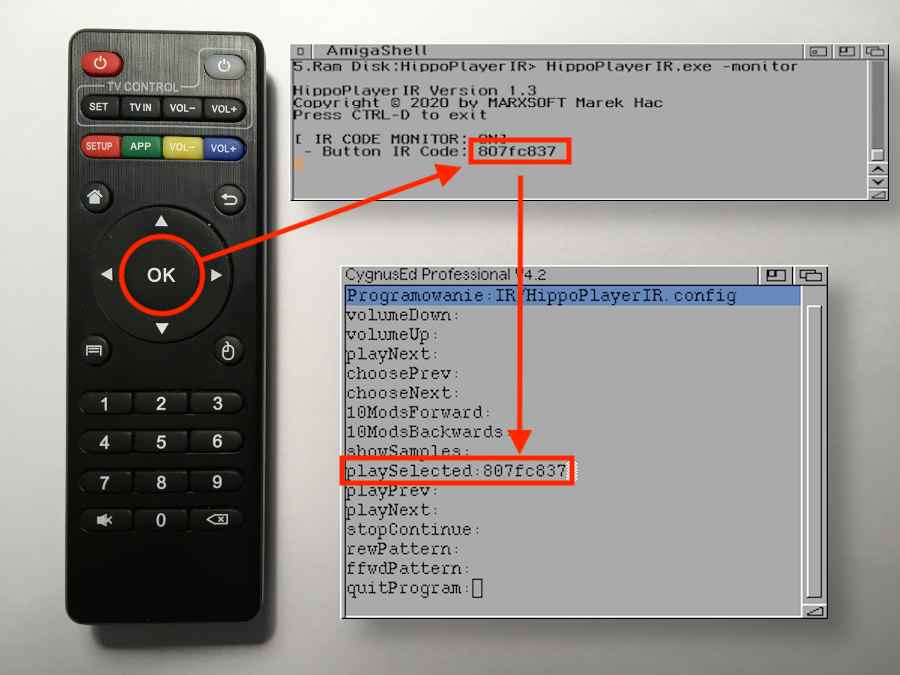 TV CONTROL
SET TV IN VOL− VOL+
SETUP APP VOL− VOL+
OK
1 2 3
4 5 6
7 8 9
0
AmigaShell
5.Ram Disk:HippoPlayerIR> HippoPlayerIR.exe -monitor
HippoPlayerIR Version 1.3
Copyright © 2020 by MARXSOFT Marek Hac
Press CTRL-D to exit
[ IR CODE MONITOR: ON]
- Button IR Code: 807fc837
CygnusEd Professional V4.2
Programowanie:IR/HippoPlayerIR.config
volumeDown:
volumeUp:
playNext:
choosePrev:
chooseNext:
10ModsForward:
10ModsBackwards:
showSamples:
playSelected:807fc837
playPrev:
playNext:
stopContinue:
rewPattern:
ffwdPattern:
quitProgram: